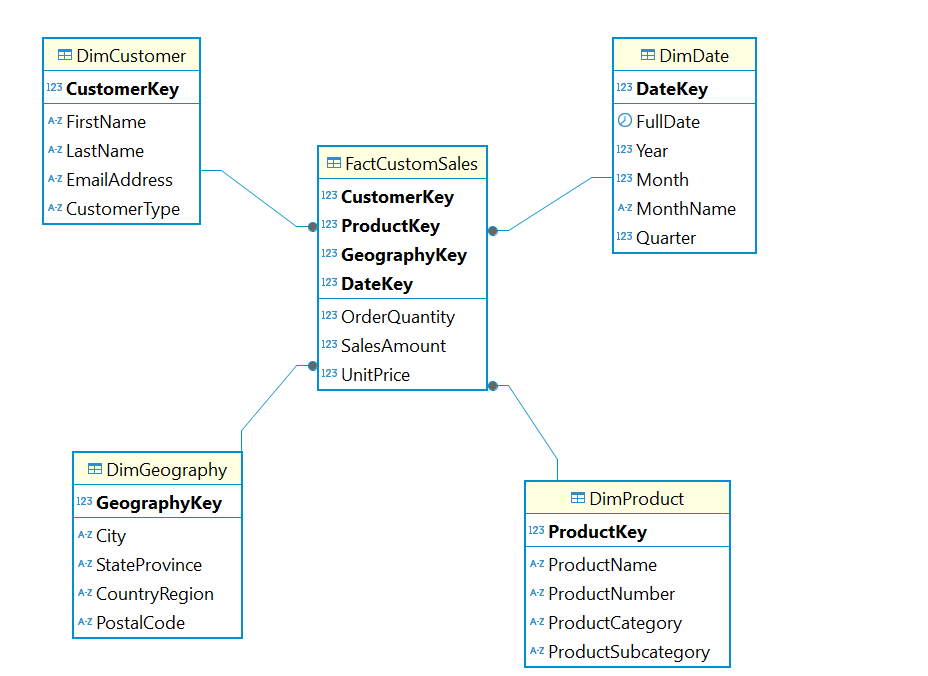 DimCustomer
123 CustomerKey
A-Z FirstName
A-Z LastName
A-Z EmailAddress
A-Z CustomerType
DimDate
123 DateKey
FullDate
123 Year
123 Month
A-Z MonthName
123 Quarter
FactCustomSales
123 CustomerKey
123 ProductKey
123 GeographyKey
123 DateKey
123 OrderQuantity
123 SalesAmount
123 UnitPrice
DimGeography
123 GeographyKey
A-Z City
A-Z StateProvince
A-Z CountryRegion
A-Z PostalCode
DimProduct
123 ProductKey
A-Z ProductName
A-Z ProductNumber
A-Z ProductCategory
A-Z ProductSubcategory